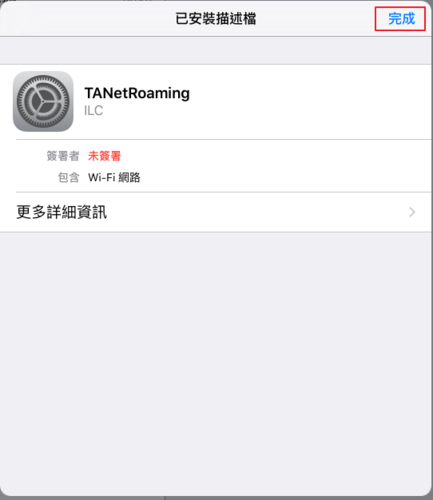 已安裝描述檔
完成
TANetRoaming
ILC
簽署者 未簽署
包含 Wi-Fi 網路
更多詳細資訊